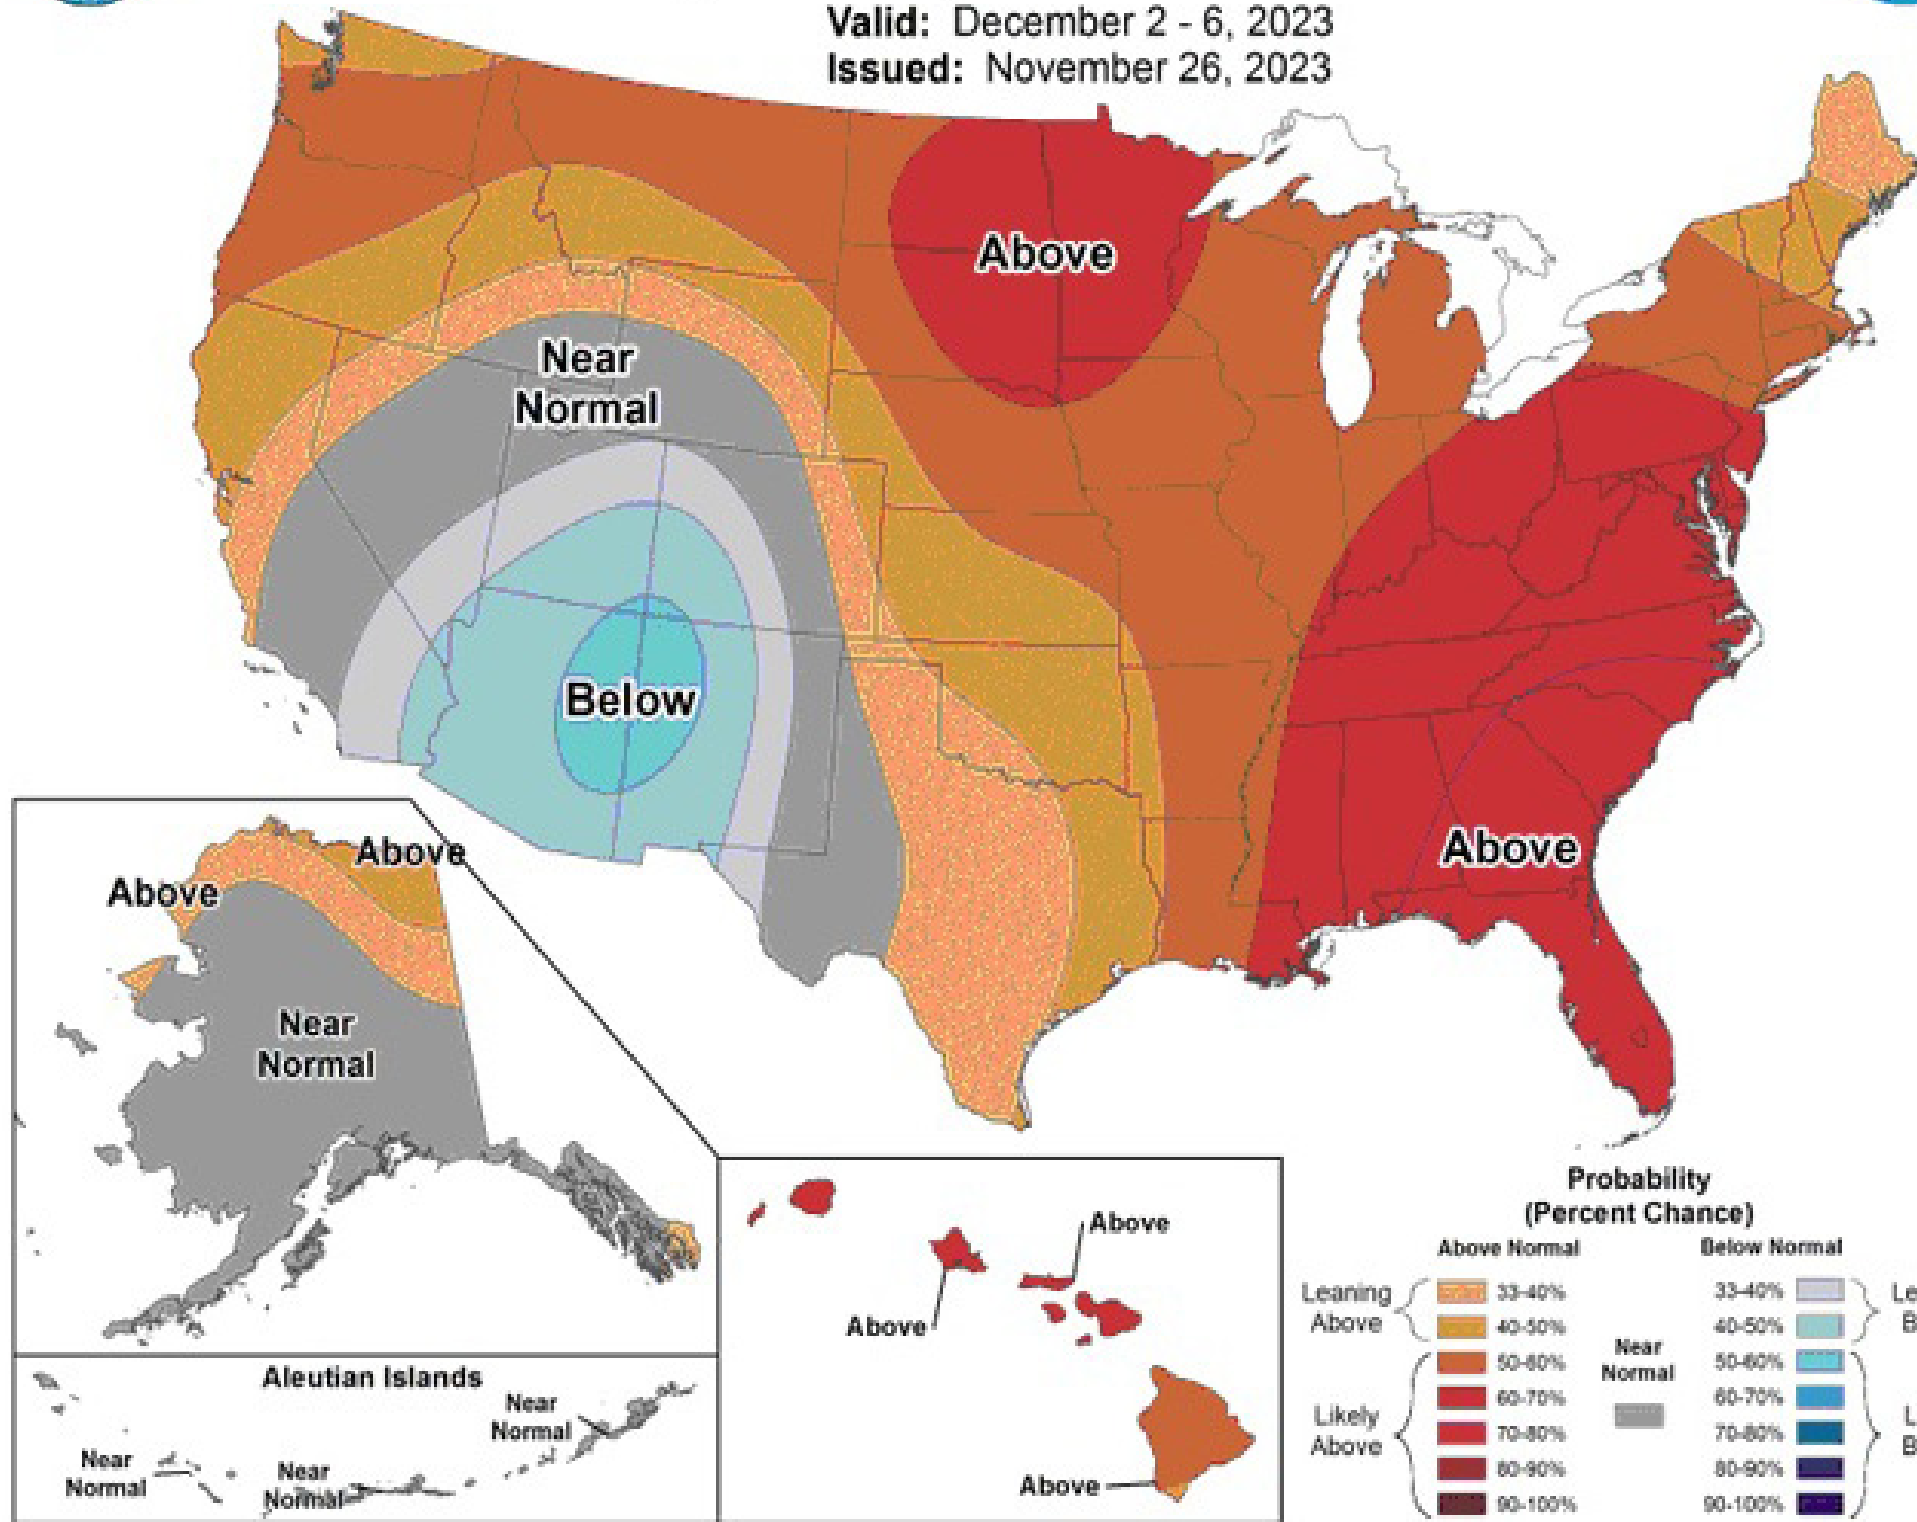 Valid: December 2 - 6, 2023
Issued: November 26, 2023
Above
Near
Normal
Below
Above
Above
Above
Near
Normal
Aleutian Islands
Near
Normal
Near
Normal
Near
Normal
Above
Above
Above
Probability
(Percent Chance)
Above Normal
Below Normal
Leaning
Above
33-40%
40-50%
50-60%
60-70%
70-80%
80-90%
90-100%
Likely
Above
Near
Normal
33-40%
40-50%
50-60%
60-70%
70-80%
80-90%
90-100%
Le
B
L
B